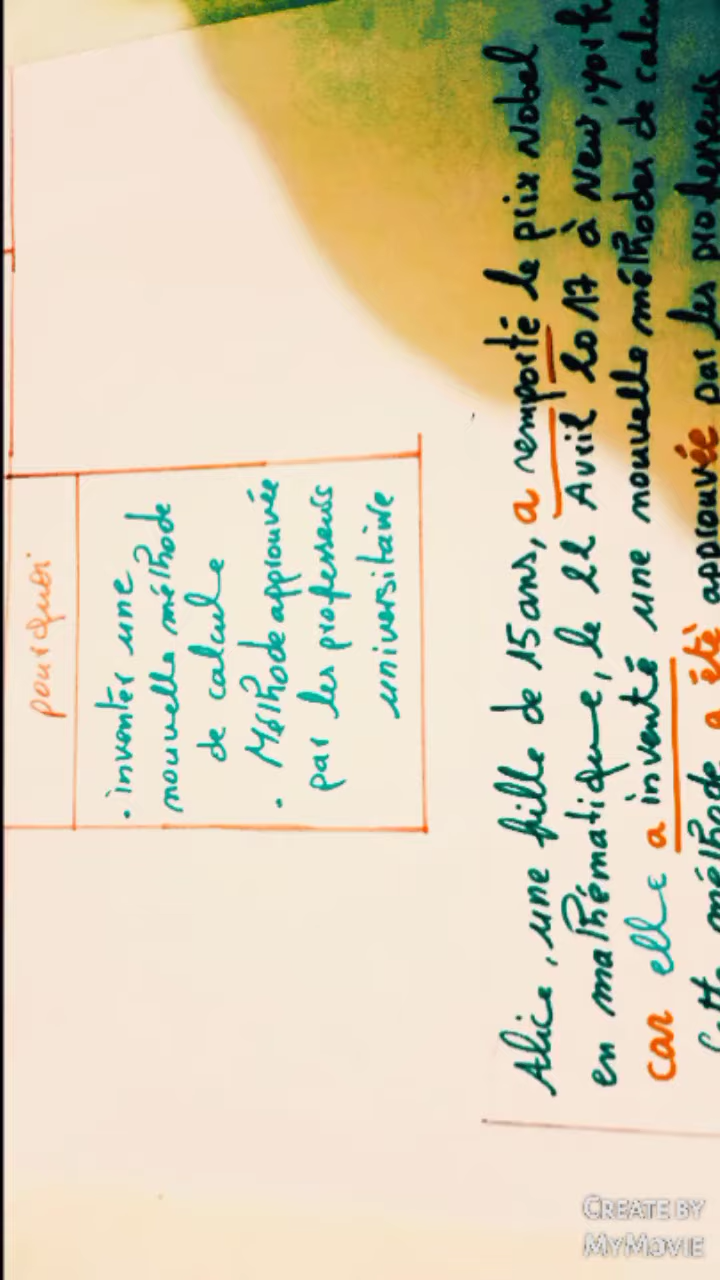 pourquoi
. inventer une
nouvelle méthode
de calcule
. Méthode approuvée
par les professeurs
universitaire
Alice, une fille de 15 ans, a remporté le prix Nobel
en mathématique, le 22 Avril 2017 à New york
car elle a inventé une nouvelle méthodes de
méthode a été approuvée par les
CREATE BY
MYMOVIE